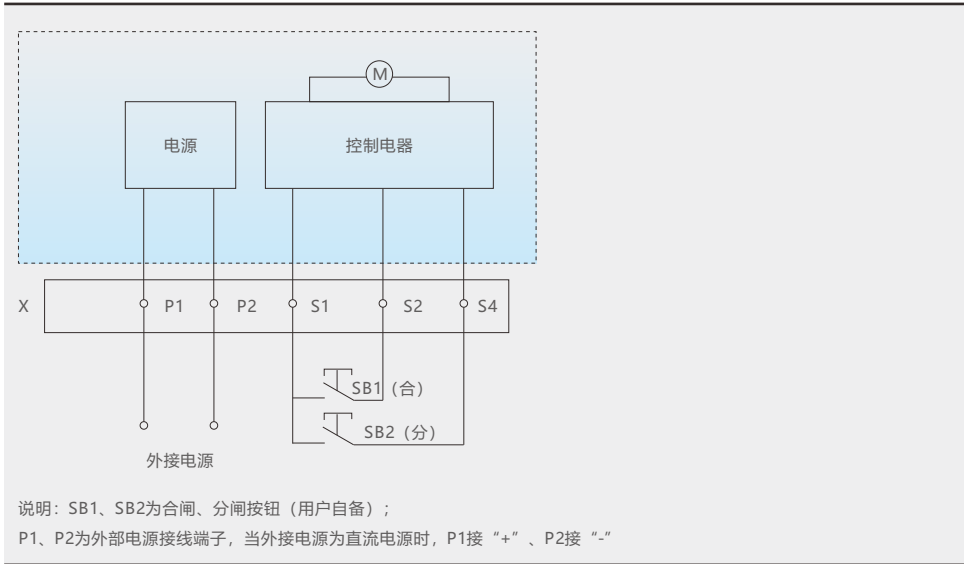 M
电源
控制电器
X P1 P2 S1 S2 S4
SB1（合）
SB2（分）
外接电源
说明：SB1、SB2为合闸、分闸按钮（用户自备）；
P1、P2为外部电源接线端子，当外接电源为直流电源时，P1接“+”、P2接“-”